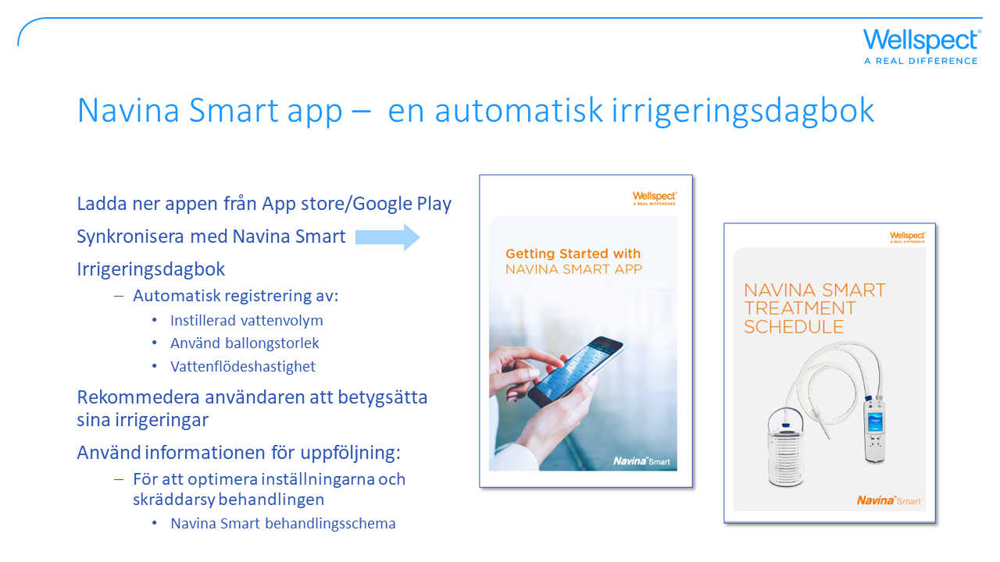 Wellspect®
A REAL DIFFERENCE
Navina Smart app – en automatisk irrigeringsdagbok
Ladda ner appen från App store/Google Play
Synkronisera med Navina Smart
Irrigeringsdagbok
– Automatisk registrering av:
• Instillerad vattenvolym
• Använd ballongstorlek
• Vattenflödeshastighet
Rekommedera användaren att betygsätta
sina irrigeringar
Använd informationen för uppföljning:
– För att optimera inställningarna och
skräddarsy behandlingen
• Navina Smart behandlingsschema
Wellspect®
A REAL DIFFERENCE
Getting Started with
NAVINA SMART APP
Navina™ Smart
Wellspect®
A REAL DIFFERENCE
NAVINA SMART
TREATMENT
SCHEDULE
Navina™ Smart